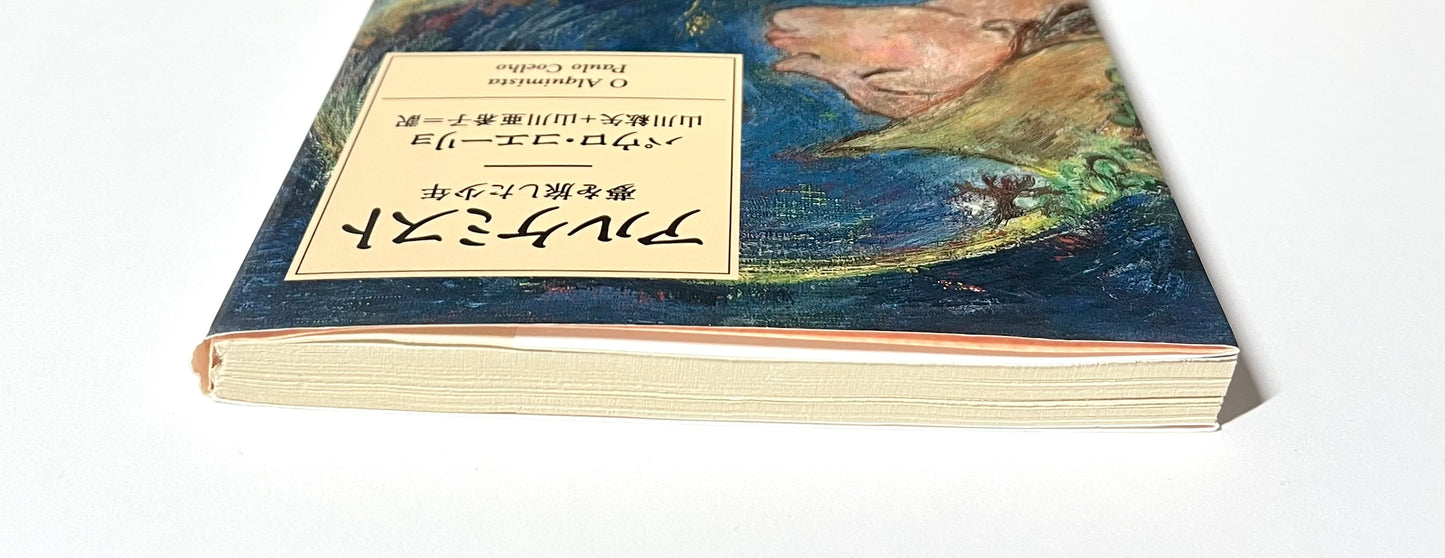 アルケミスト
夢を旅した少年
パウロ・コエーリョ
山川紘矢＋山川亜希子＝訳
O Alquimista
Paulo Coelho